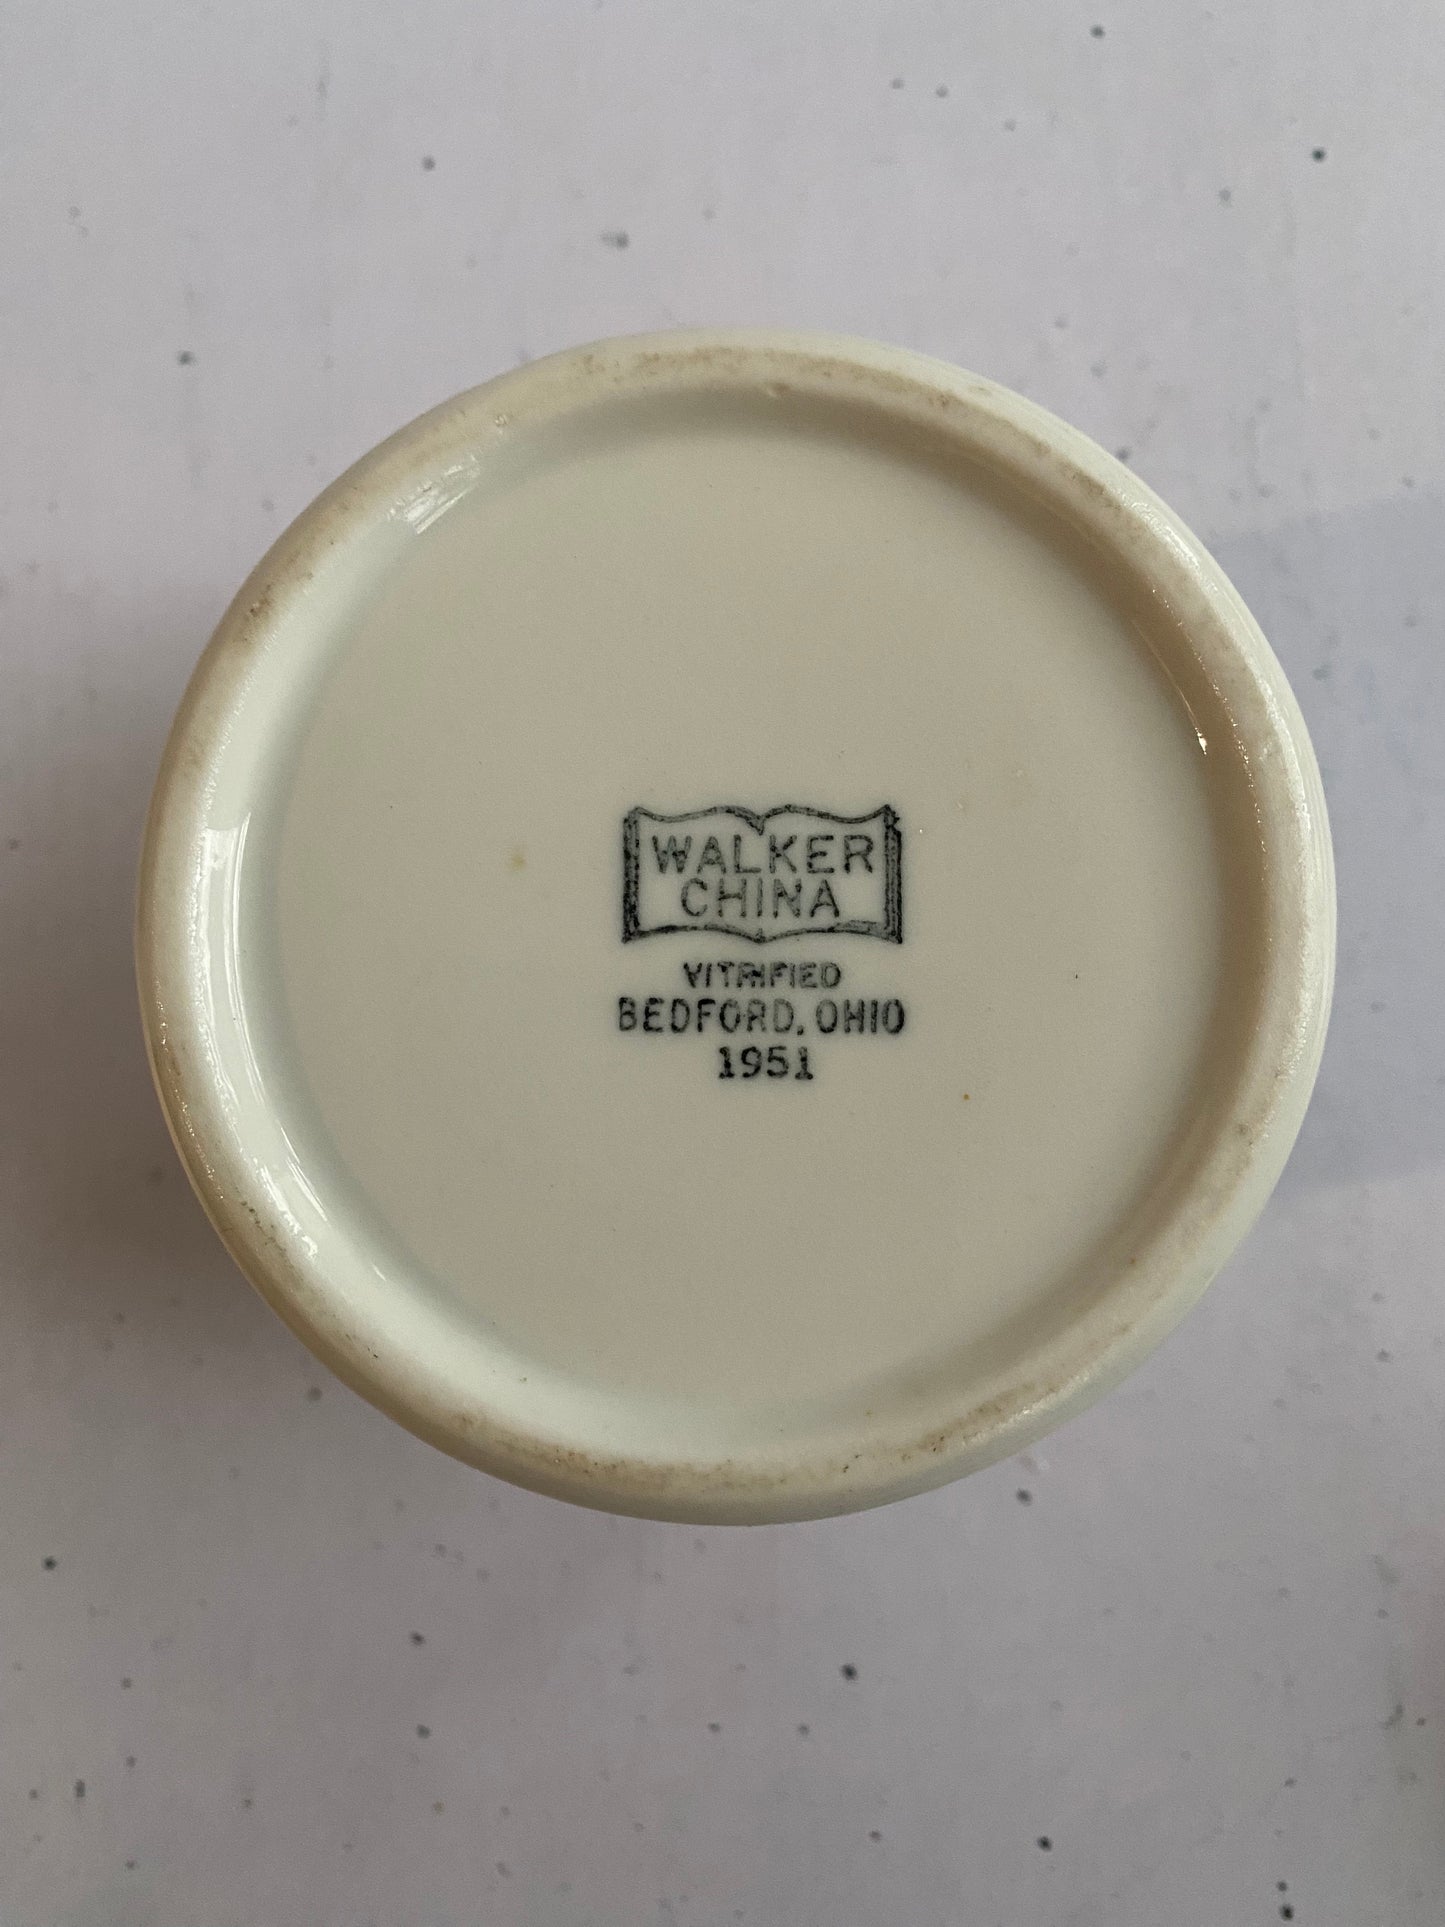 WALKER
CHINA
VITRIFIED
BEDFORD, OHIO
1951